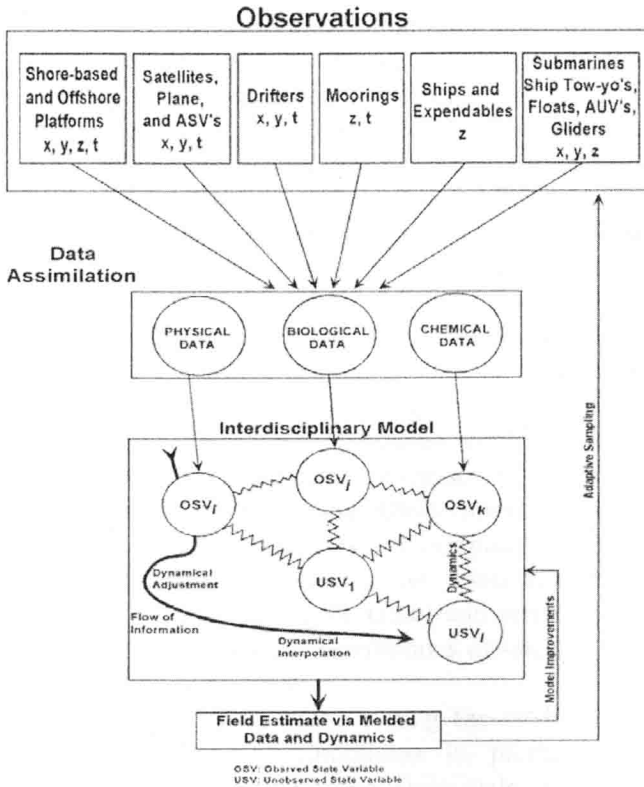 Observations
Shore-based
and Offshore
Platforms
x, y, z, t
Satellites,
Plane,
and ASV's
x, y, t
Drifters
x, y, t
Moorings
z, t
Ships and
Expendables
z
Submarines
Ship Tow-yo's,
Floats, AUV's,
Gliders
x, y, z
Data
Assimilation
PHYSICAL
DATA
BIOLOGICAL
DATA
CHEMICAL
DATA
Interdisciplinary Model
OSVi
OSVj
OSVk
USV1
USVl
Dynamics
Dynamical
Adjustment
Flow of
Information
Dynamical
Interpolation
Model Improvements
Adaptive Sampling
Field Estimate via Melded
Data and Dynamics
OSV: Observed State Variable
USV: Unobserved State Variable